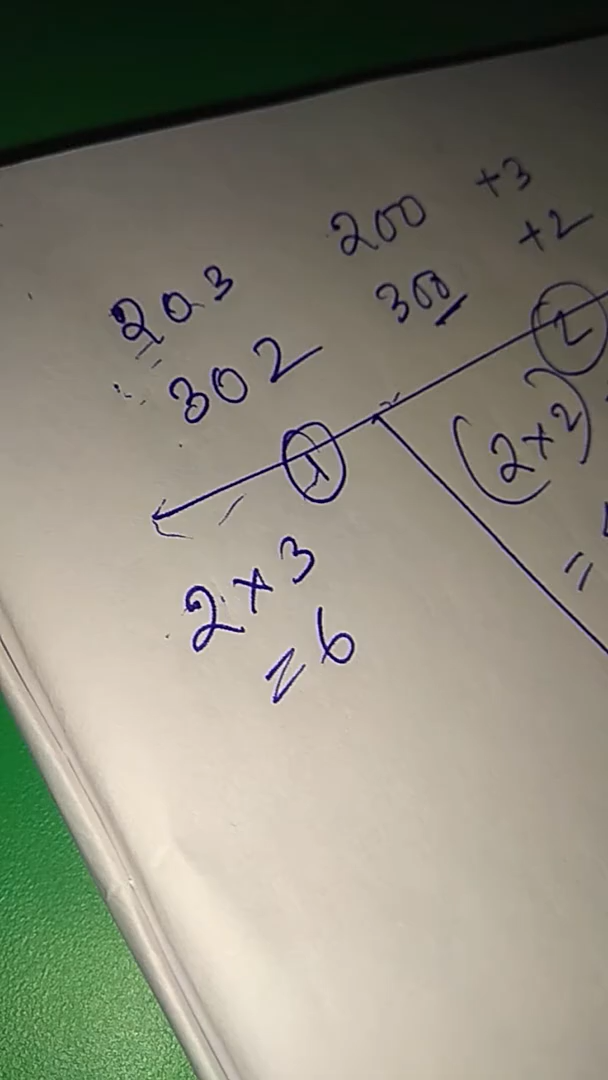 203 200 +3
302 300 +2
1 2
2×3 (2×2)
=6 =